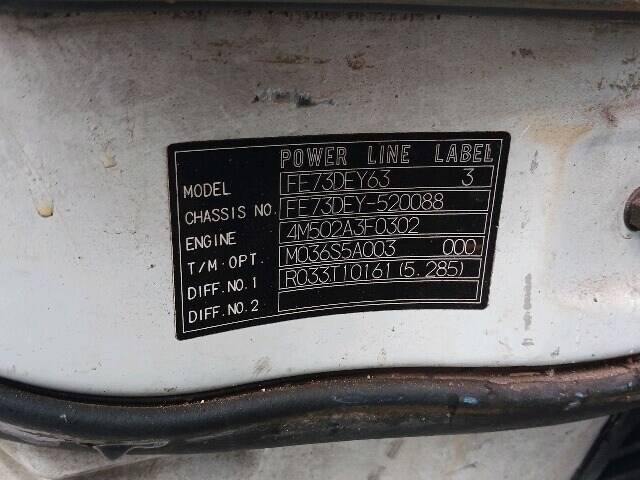 POWER LINE LABEL
MODEL FE73DEY63 3
CHASSIS NO. FE73DEY-520088
ENGINE 4M502A3F0302
T/M·OPT. M036S5A003 000
DIFF.NO.1 R033T10161(5.285)
DIFF.NO.2